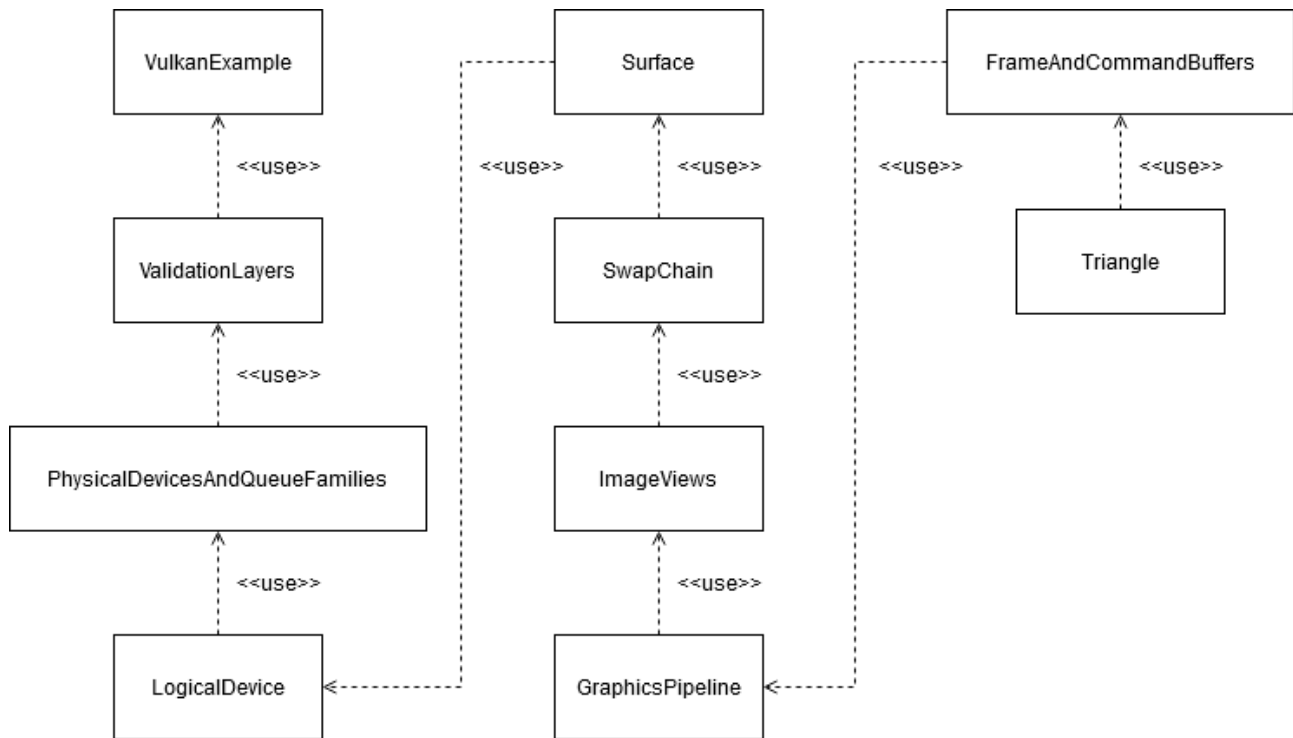 VulkanExample
Surface
FrameAndCommandBuffers
<<use>>
<<use>>
<<use>>
<<use>>
<<use>>
ValidationLayers
SwapChain
Triangle
<<use>>
<<use>>
PhysicalDevicesAndQueueFamilies
ImageViews
<<use>>
<<use>>
LogicalDevice
GraphicsPipeline